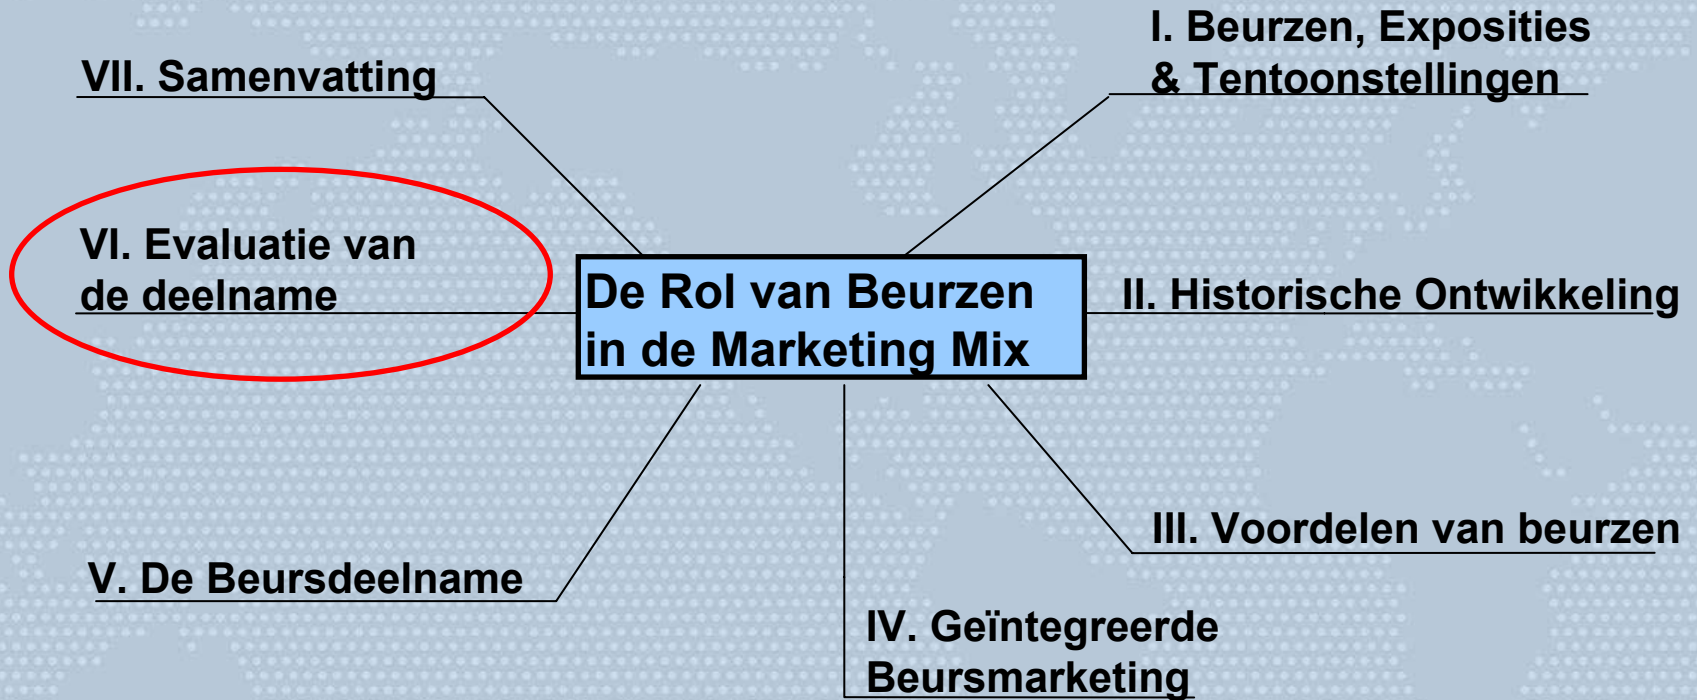 De Rol van Beurzen
in de Marketing Mix
I. Beurzen, Exposities
& Tentoonstellingen
II. Historische Ontwikkeling
III. Voordelen van beurzen
IV. Geïntegreerde
Beursmarketing
V. De Beursdeelname
VI. Evaluatie van
de deelname
VII. Samenvatting